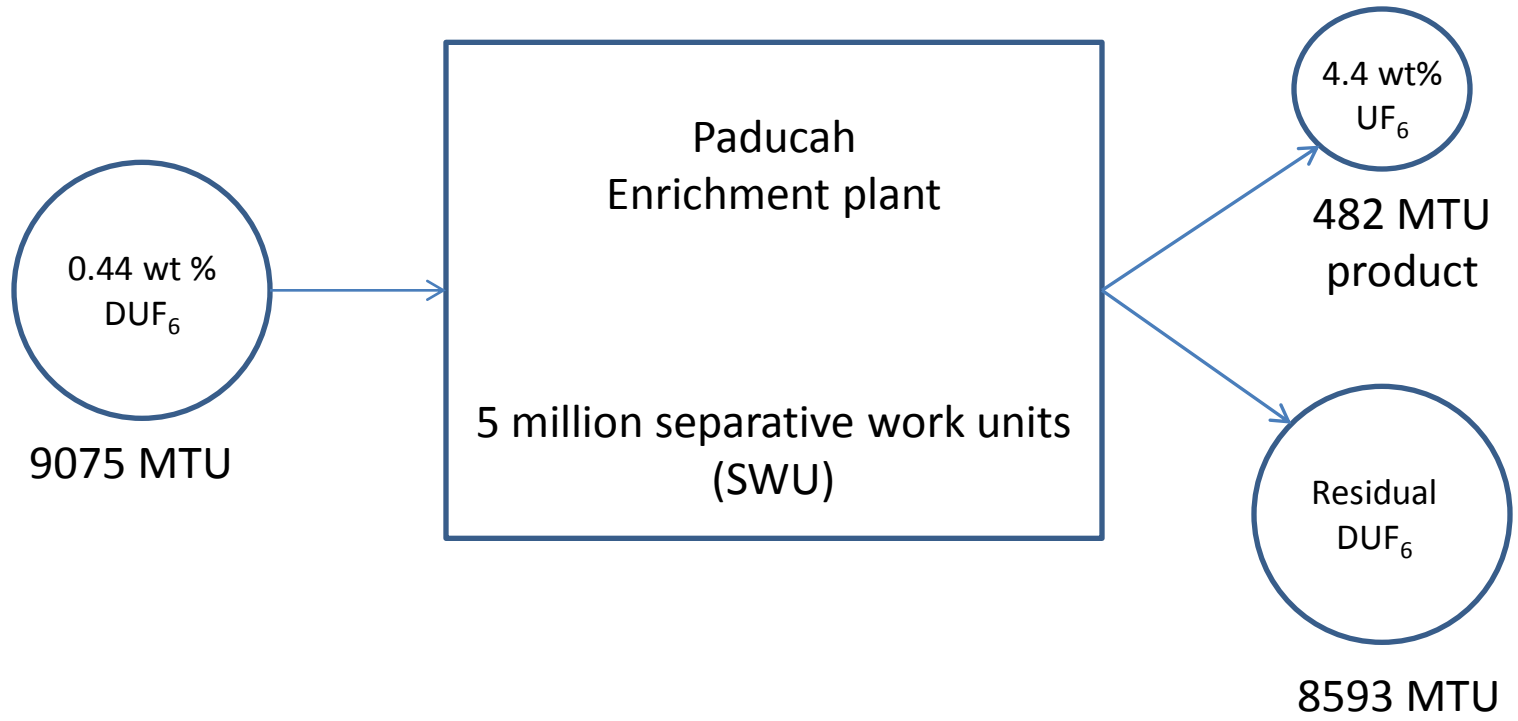 0.44 wt %
DUF₆
9075 MTU
Paducah
Enrichment plant
5 million separative work units
(SWU)
4.4 wt%
UF₆
482 MTU
product
Residual
DUF₆
8593 MTU